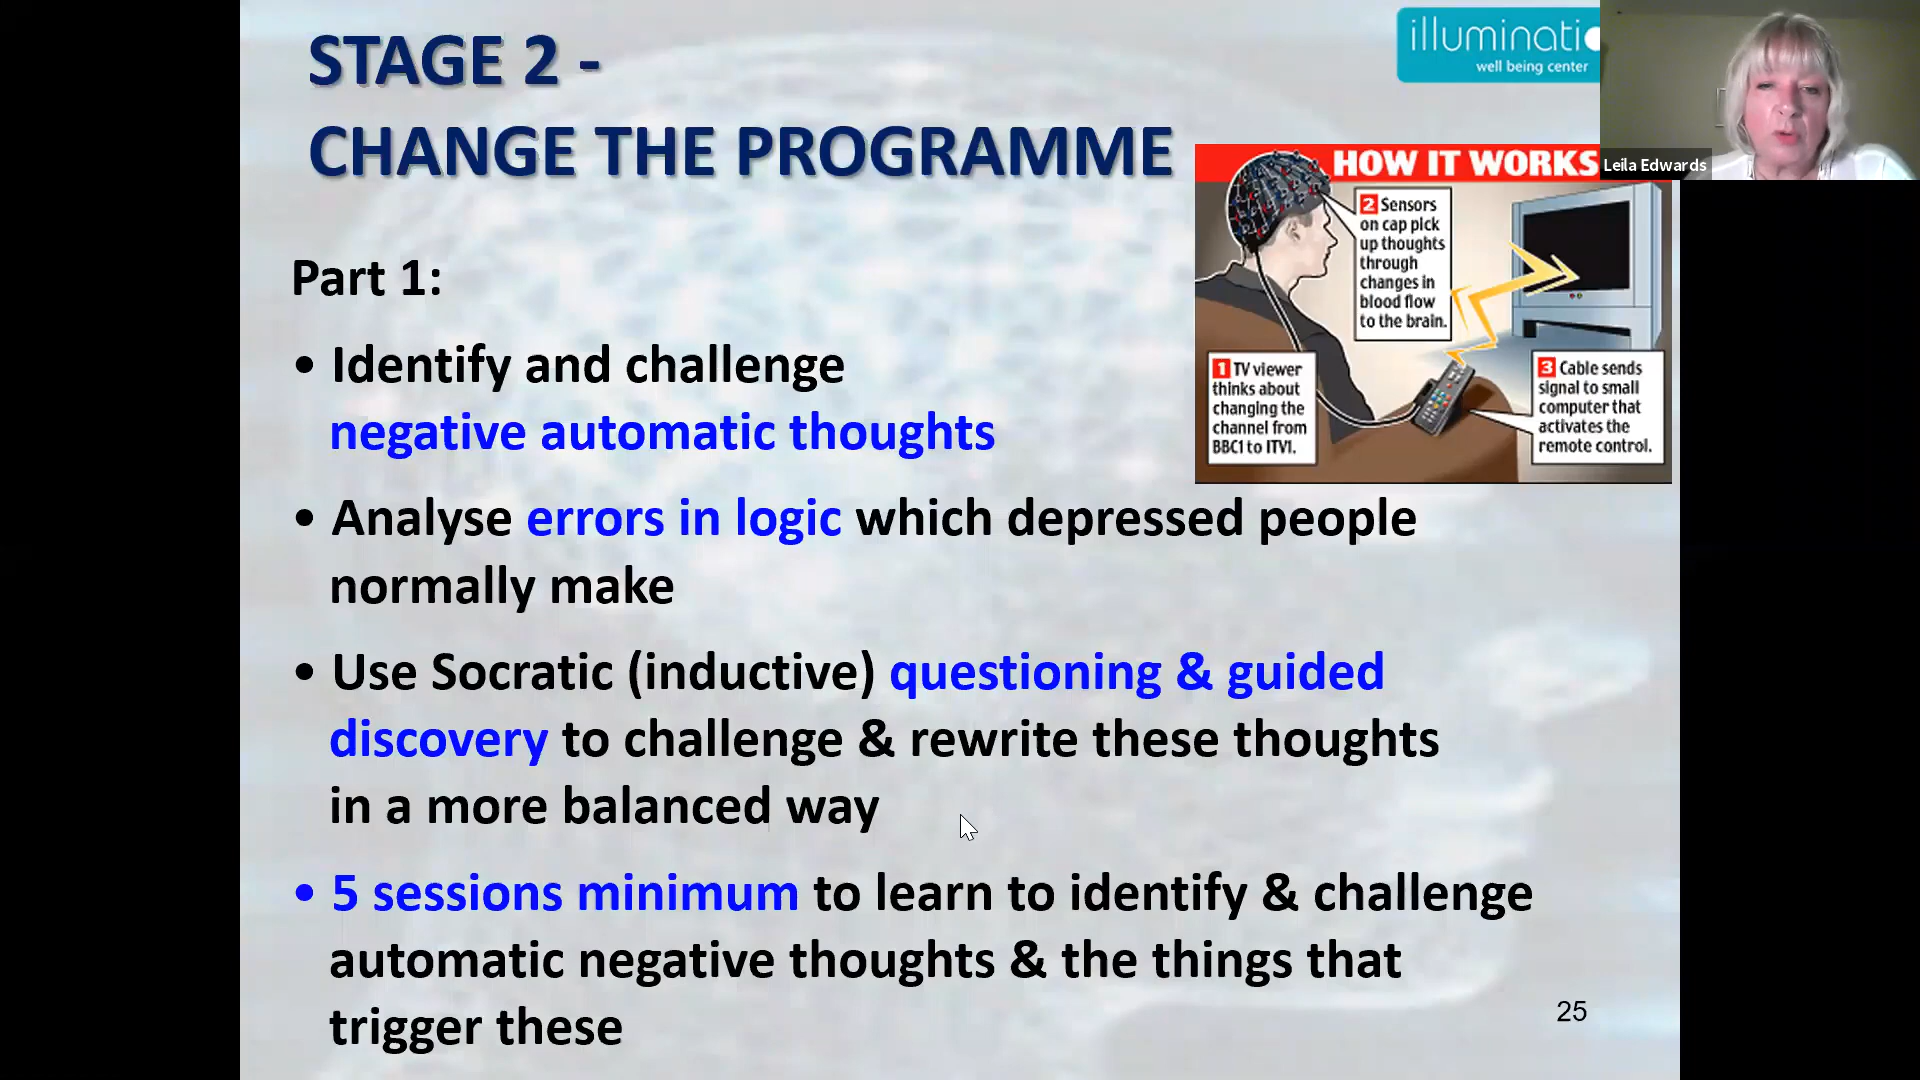 STAGE 2 -
CHANGE THE PROGRAMME
illuminati
well being center
Leila Edwards
HOW IT WORKS
2 Sensors
on cap pick
up thoughts
through
changes in
blood flow
to the brain.
1 TV viewer
thinks about
changing the
channel from
BBC1 to ITV1.
3 Cable sends
signal to small
computer that
activates the
remote control.
Part 1:
• Identify and challenge
negative automatic thoughts
• Analyse errors in logic which depressed people
normally make
• Use Socratic (inductive) questioning & guided
discovery to challenge & rewrite these thoughts
in a more balanced way
• 5 sessions minimum to learn to identify & challenge
automatic negative thoughts & the things that
trigger these
25